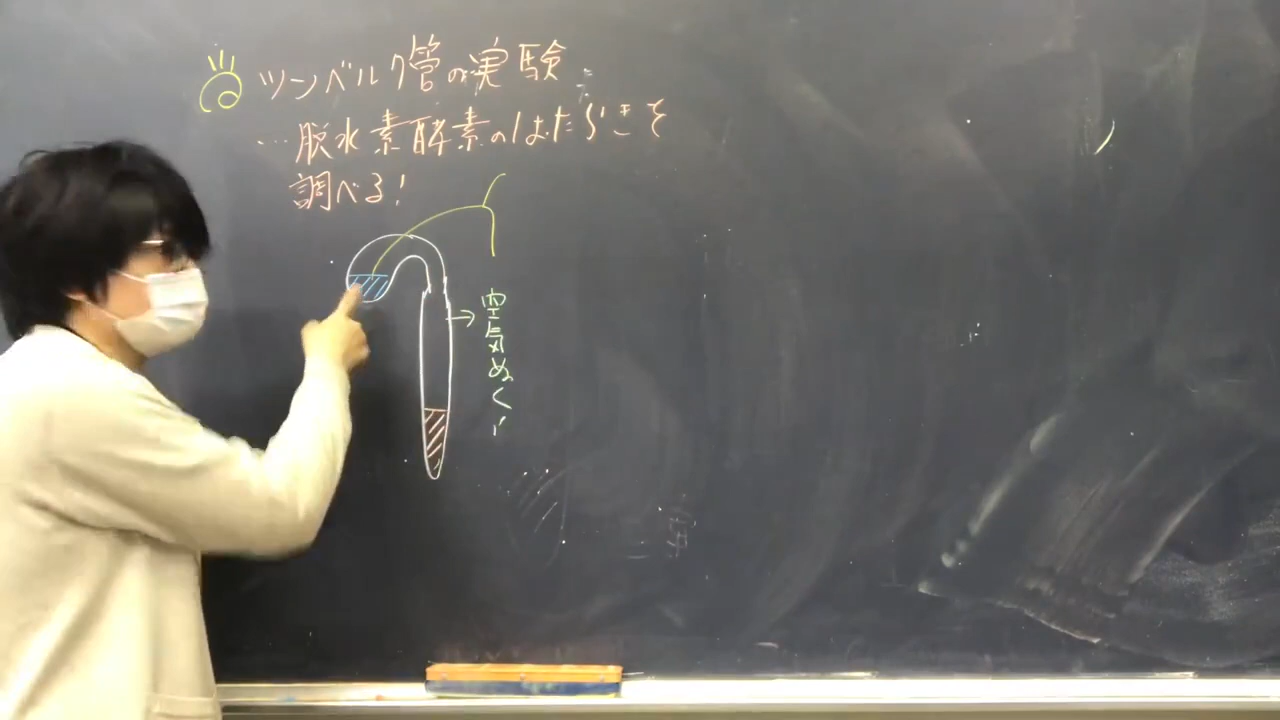 ツンベルク管の実験
…脱水素酵素のはたらきを
調べる!
空気ぬく